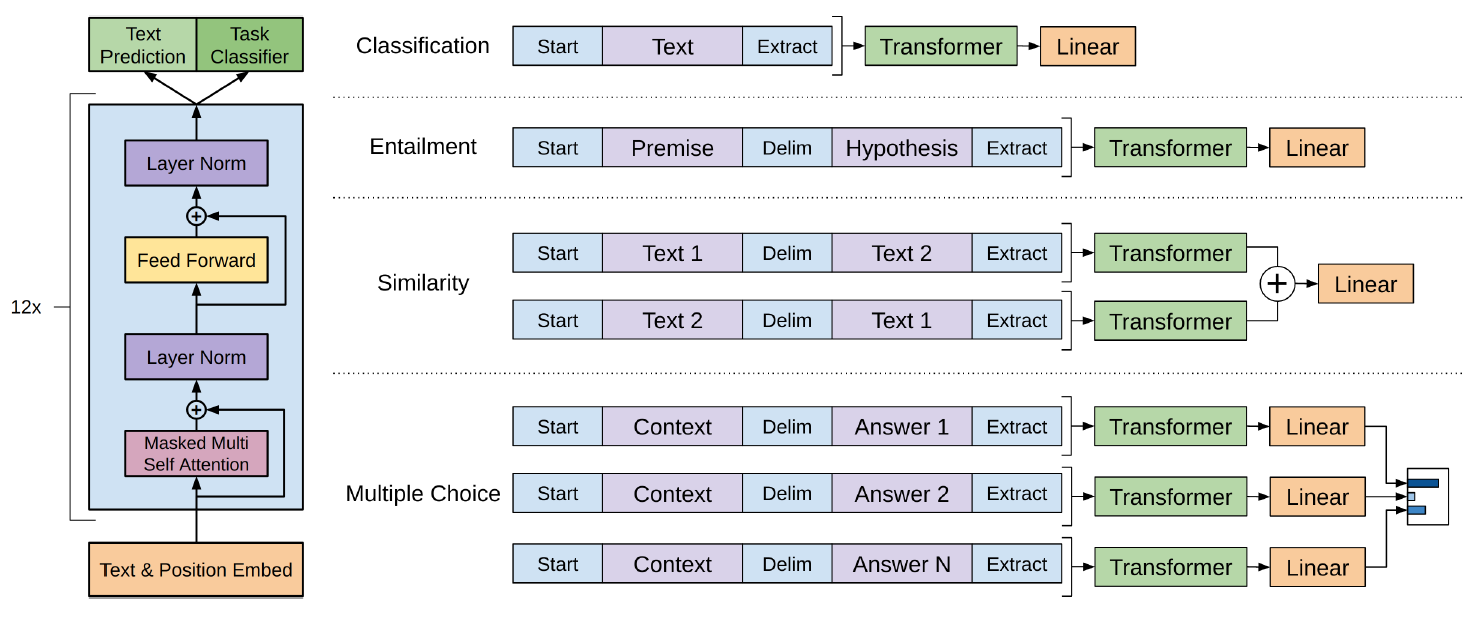 Text
Prediction
Task
Classifier
12x
Layer Norm
Feed Forward
Layer Norm
Masked Multi
Self Attention
Text & Position Embed
Classification Start Text Extract Transformer Linear
Entailment Start Premise Delim Hypothesis Extract Transformer Linear
Similarity
Start Text 1 Delim Text 2 Extract Transformer
Start Text 2 Delim Text 1 Extract Transformer
+ Linear
Multiple Choice
Start Context Delim Answer 1 Extract Transformer Linear
Start Context Delim Answer 2 Extract Transformer Linear
Start Context Delim Answer N Extract Transformer Linear